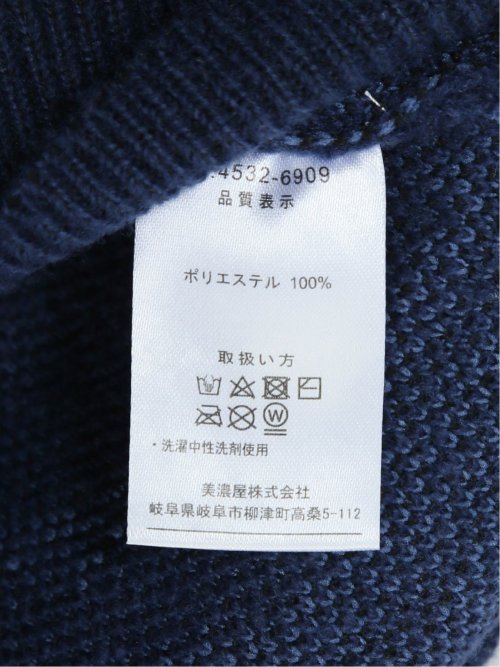 4532-6909
品質表示
ポリエステル 100%
取扱い方
W
・洗濯中性洗剤使用
美濃屋株式会社
岐阜県岐阜市柳津町高桑5-112